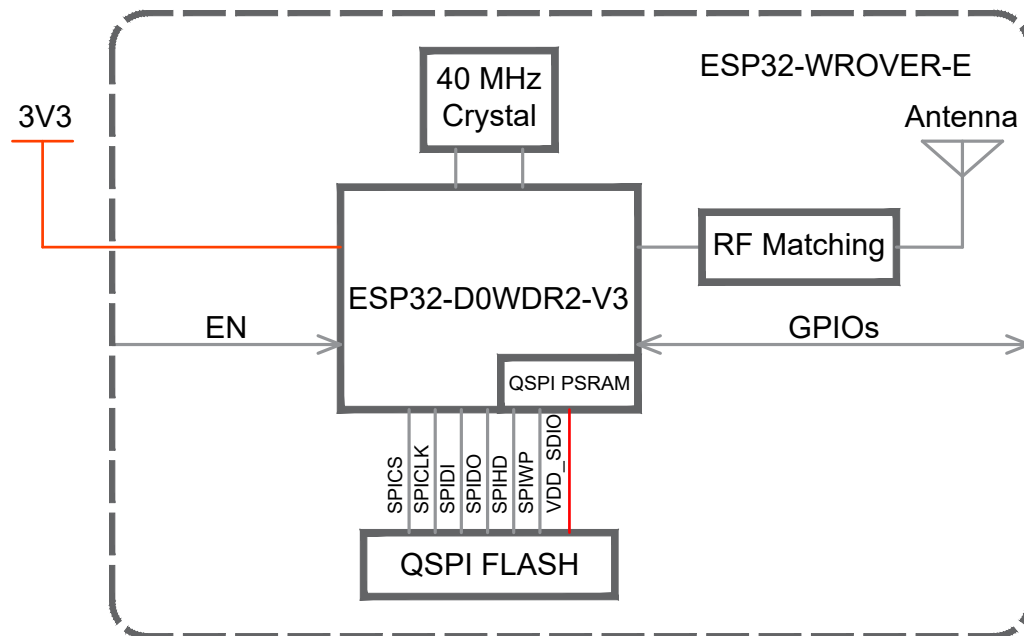 ESP32-WROVER-E
40 MHz
Crystal
3V3
Antenna
RF Matching
ESP32-D0WDR2-V3
EN
GPIOs
QSPI PSRAM
SPICS
SPICLK
SPIDI
SPIDO
SPIHD
SPIWP
VDD_SDIO
QSPI FLASH